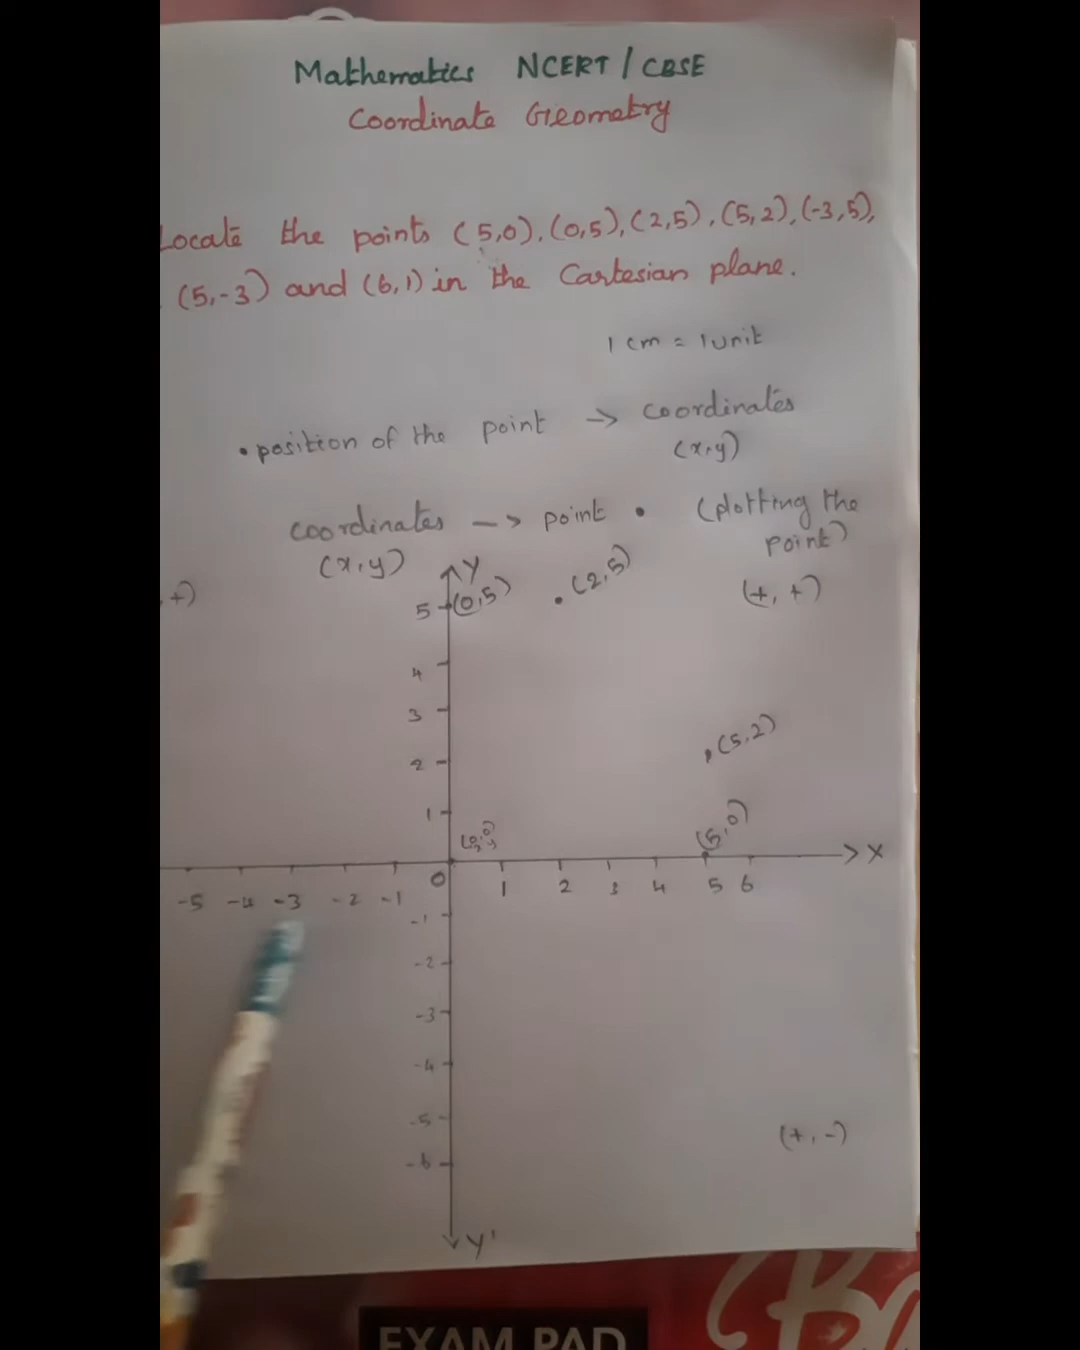 Mathematics NCERT / CBSE
Coordinate Geometry
Locate the points (5,0), (0,5), (2,5), (5,2), (-3,5),
(5,-3) and (6,1) in the Cartesian plane.
1 cm = 1 unit
• position of the point -> coordinates
(x,y)
coordinates --> point • (plotting the
point)
(x,y)
Y
+)
5 (0,5)
(2,5)
(+, +)
4
3
2
(5,2)
1
(0,0)
(5,0)
X
0
1 2 3 4 5 6
-5 -4 -3 -2 -1
-1
-2
-3
-4
-5
-6
(+,-)
Y'
EXAM PAD